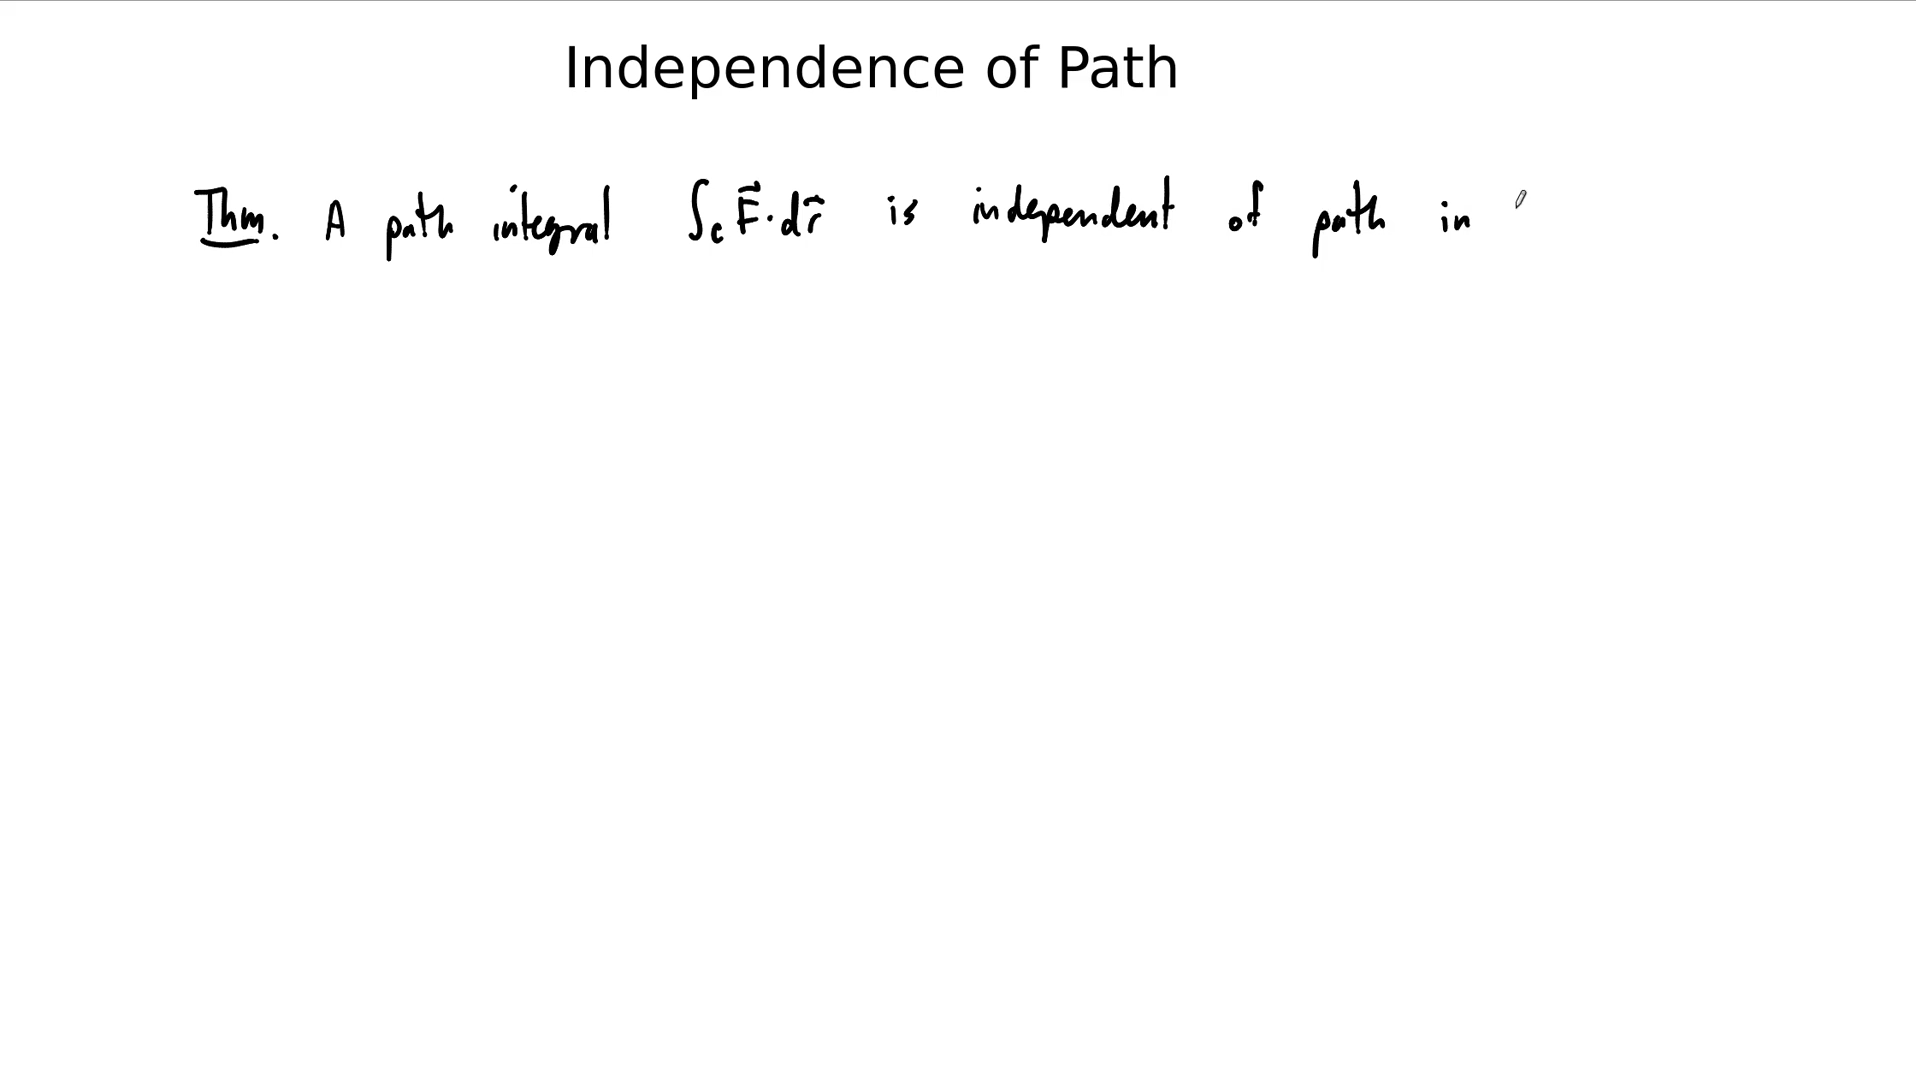 Independence of Path
Thm. A path integral ∫_C F⃗·dr⃗ is independent of path in